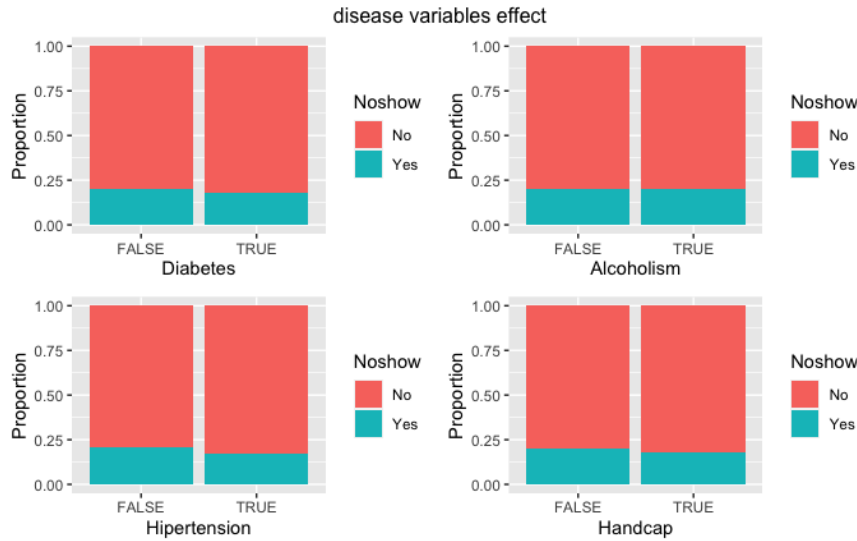 disease variables effect
Proportion
1.00
0.75
0.50
0.25
0.00
FALSE TRUE
Diabetes
Noshow
No
Yes
Proportion
1.00
0.75
0.50
0.25
0.00
FALSE TRUE
Alcoholism
Noshow
No
Yes
Proportion
1.00
0.75
0.50
0.25
0.00
FALSE TRUE
Hipertension
Noshow
No
Yes
Proportion
1.00
0.75
0.50
0.25
0.00
FALSE TRUE
Handcap
Noshow
No
Yes